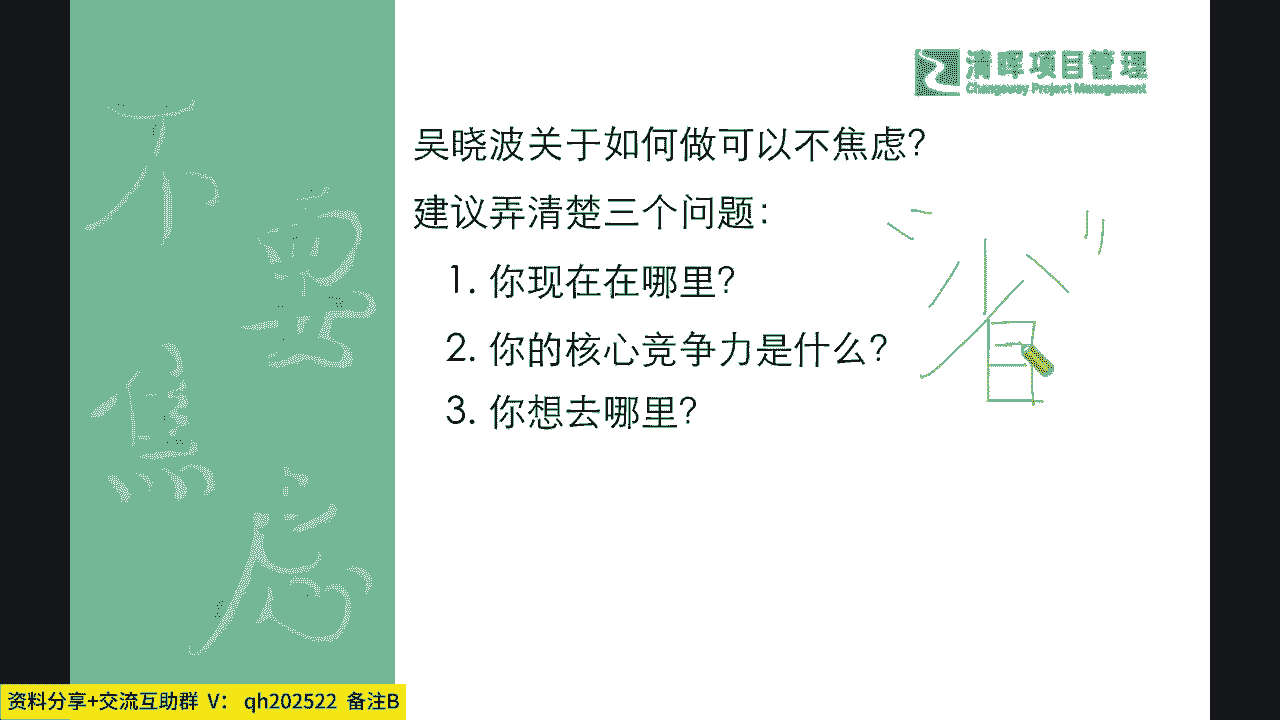 不要焦虑
清晖项目管理
Changeway Project Management
吴晓波关于如何做可以不焦虑?
建议弄清楚三个问题:
1. 你现在在哪里?
2. 你的核心竞争力是什么?
3. 你想去哪里?
“省”
资料分享+交流互助群 V: qh202522 备注B